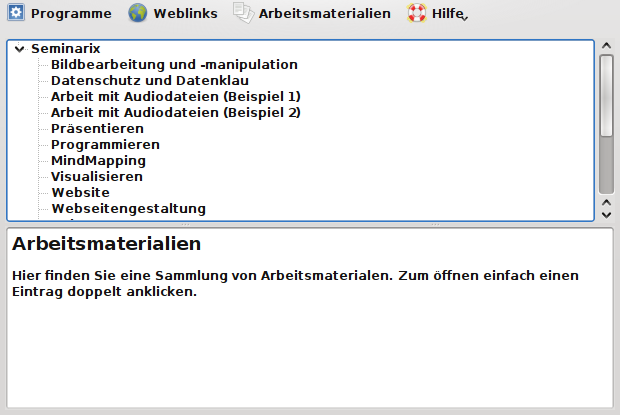 Programme Weblinks Arbeitsmaterialien Hilfe
Seminarix
Bildbearbeitung und -manipulation
Datenschutz und Datenklau
Arbeit mit Audiodateien (Beispiel 1)
Arbeit mit Audiodateien (Beispiel 2)
Präsentieren
Programmieren
MindMapping
Visualisieren
Website
Webseitengestaltung
Arbeitsmaterialien
Hier finden Sie eine Sammlung von Arbeitsmaterialen. Zum öffnen einfach einen
Eintrag doppelt anklicken.